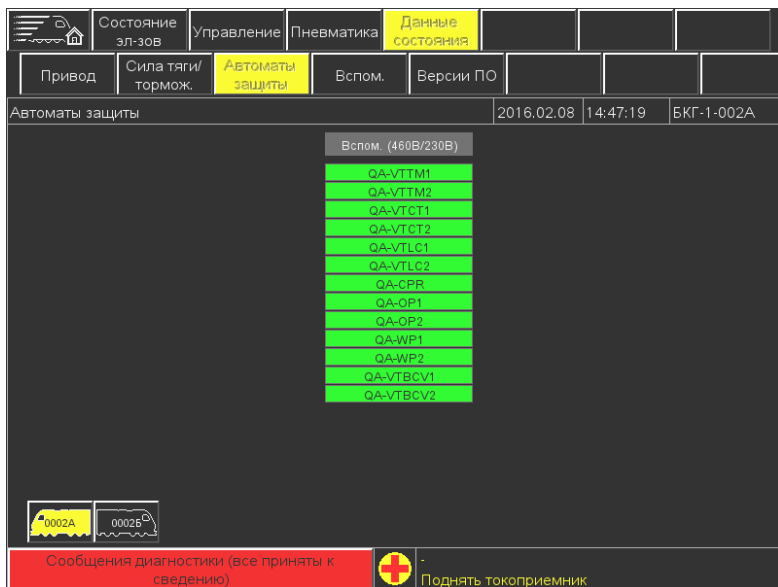 Состояние
эл-зов
Управление
Пневматика
Данные
состояния
Привод
Сила тяги/
тормож.
Автоматы
защиты
Вспом.
Версии ПО
Автоматы защиты
2016.02.08
14:47:19
БКГ-1-002А
Вспом. (460В/230В)
QA-VTTM1
QA-VTTM2
QA-VTCT1
QA-VTCT2
QA-VTLC1
QA-VTLC2
QA-CPR
QA-OP1
QA-OP2
QA-WP1
QA-WP2
QA-VTBCV1
QA-VTBCV2
0002А
0002Б
Сообщения диагностики (все приняты к
сведению)
-
Поднять токоприемник